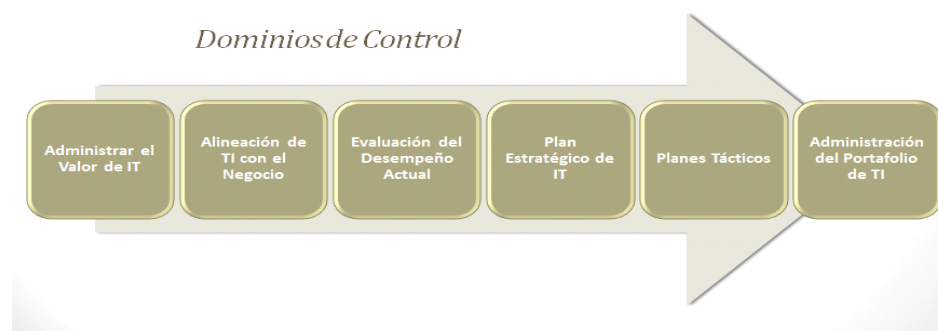 Dominios de Control
Administrar el
Valor de IT
Alineación de
TI con el
Negocio
Evaluación del
Desempeño
Actual
Plan
Estratégico de
IT
Planes Tácticos
Administración
del Portafolio
de TI